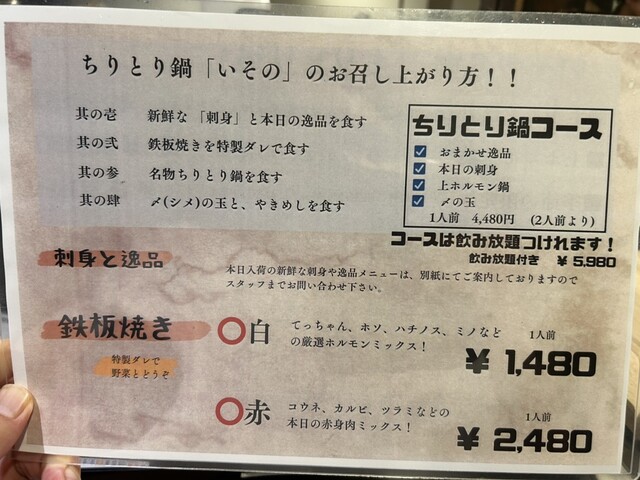 ちりとり鍋「いその」のお召し上がり方！！
其の壱　新鮮な「刺身」と本日の逸品を食す
其の弐　鉄板焼きを特製ダレで食す
其の参　名物ちりとり鍋を食す
其の肆　〆(シメ)の玉と、やきめしを食す
ちりとり鍋コース
おまかせ逸品
本日の刺身
上ホルモン鍋
〆の玉
1人前　4,480円　(2人前より)
コースは飲み放題つけれます！
飲み放題付き　¥5,980
刺身と逸品
本日入荷の新鮮な刺身や逸品メニューは、別紙にてご案内しておりますので
スタッフまでお問い合わせ下さい。
鉄板焼き
特製ダレで
野菜とどうぞ
〇白
てっちゃん、ホソ、ハチノス、ミノなど
の厳選ホルモンミックス！
1人前
¥1,480
〇赤
コウネ、カルビ、ツラミなどの
本日の赤身肉ミックス！
1人前
¥2,480